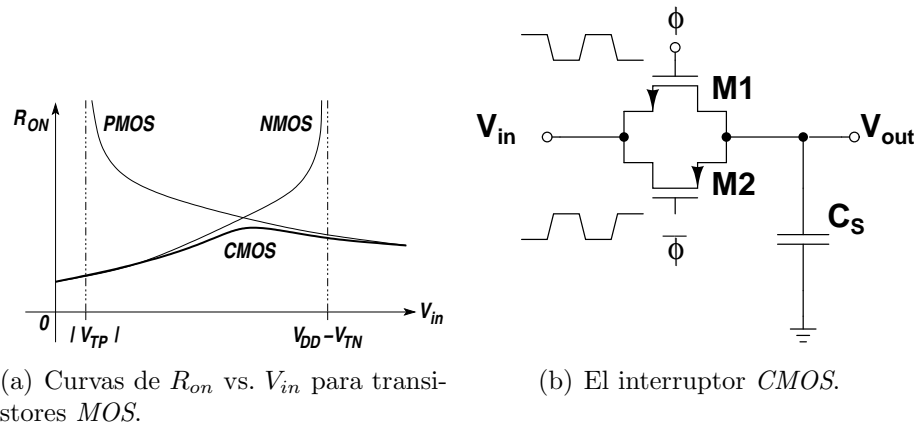 R_ON
PMOS
NMOS
CMOS
0
| V_TP |
V_DD – V_TN
V_in
(a) Curvas de R_on vs. V_in para transi-
stores MOS.
ϕ
M1
V_in
V_out
M2
C_S
ϕ̅
(b) El interruptor CMOS.